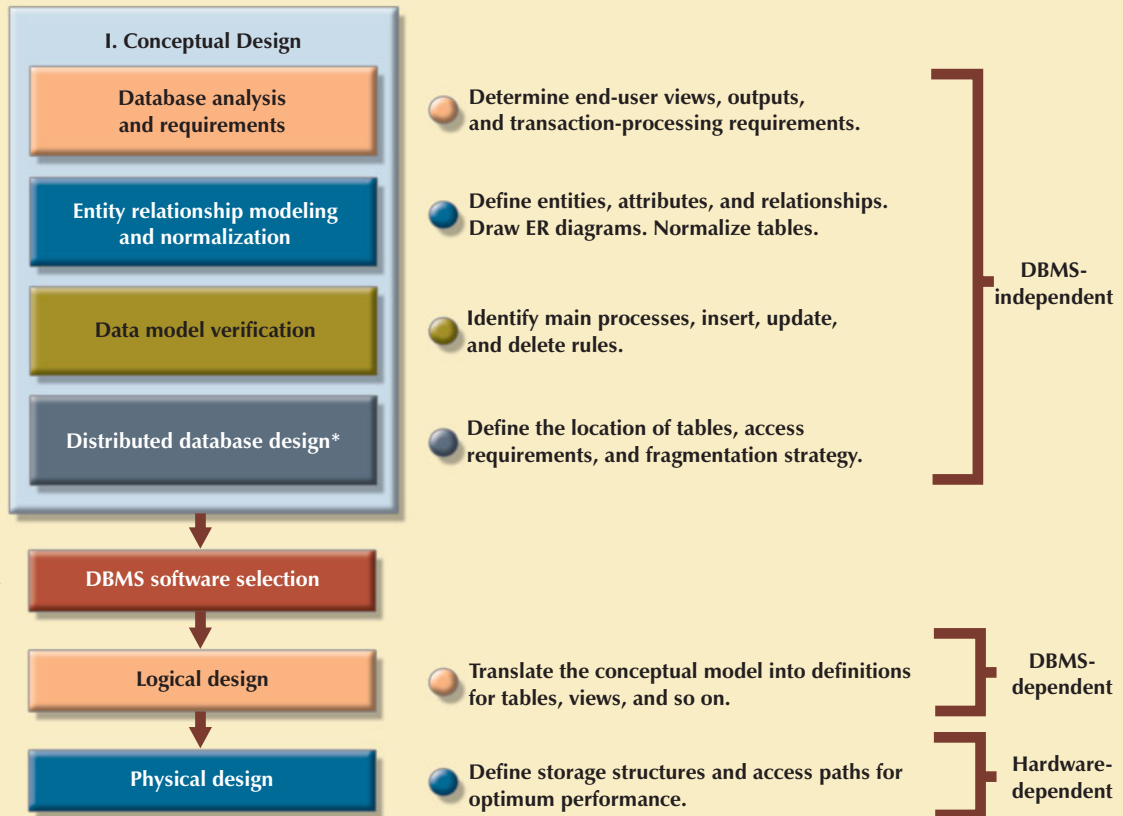 I. Conceptual Design
Database analysis
and requirements
Determine end-user views, outputs,
and transaction-processing requirements.
Entity relationship modeling
and normalization
Define entities, attributes, and relationships.
Draw ER diagrams. Normalize tables.
DBMS-
independent
Data model verification
Identify main processes, insert, update,
and delete rules.
Distributed database design*
Define the location of tables, access
requirements, and fragmentation strategy.
DBMS software selection
Logical design
Translate the conceptual model into definitions
for tables, views, and so on.
DBMS-
dependent
Physical design
Define storage structures and access paths for
optimum performance.
Hardware-
dependent